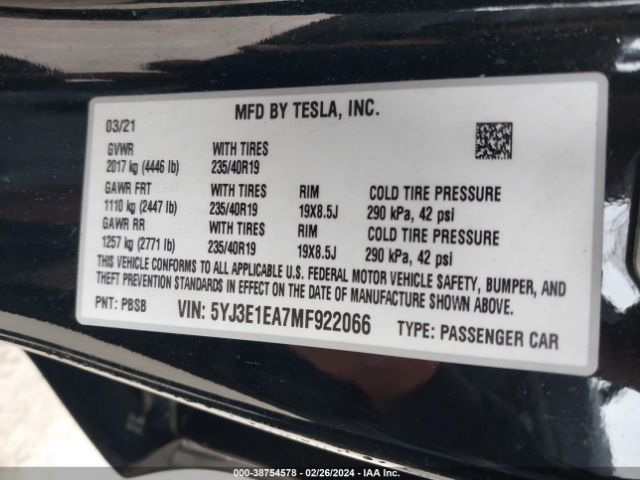 MFD BY TESLA, INC.
03/21
GVWR WITH TIRES
2017 kg (4446 lb) 235/40R19
GAWR FRT WITH TIRES RIM COLD TIRE PRESSURE
1110 kg (2447 lb) 235/40R19 19X8.5J 290 kPa, 42 psi
GAWR RR WITH TIRES RIM COLD TIRE PRESSURE
1257 kg (2771 lb) 235/40R19 19X8.5J 290 kPa, 42 psi
THIS VEHICLE CONFORMS TO ALL APPLICABLE U.S. FEDERAL MOTOR VEHICLE SAFETY, BUMPER, AND
THEFT PREVENTION STANDARDS IN EFFECT ON THE DATE OF MANUFACTURE SHOWN ABOVE.
PNT: PBSB VIN: 5YJ3E1EA7MF922066 TYPE: PASSENGER CAR
000-38754578 - 02/26/2024 - IAA Inc.